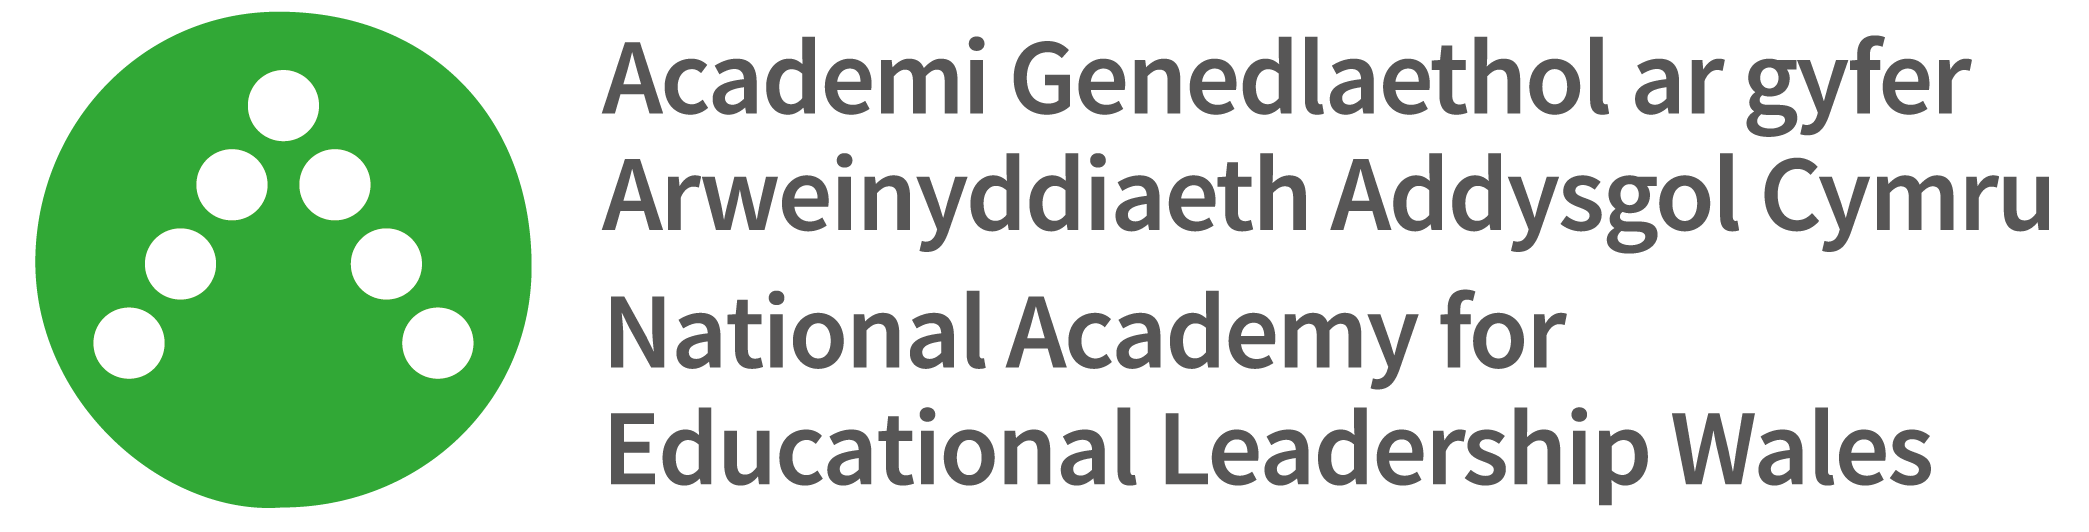 Academi Genedlaethol ar gyfer
Arweinyddiaeth Addysgol Cymru
National Academy for
Educational Leadership Wales